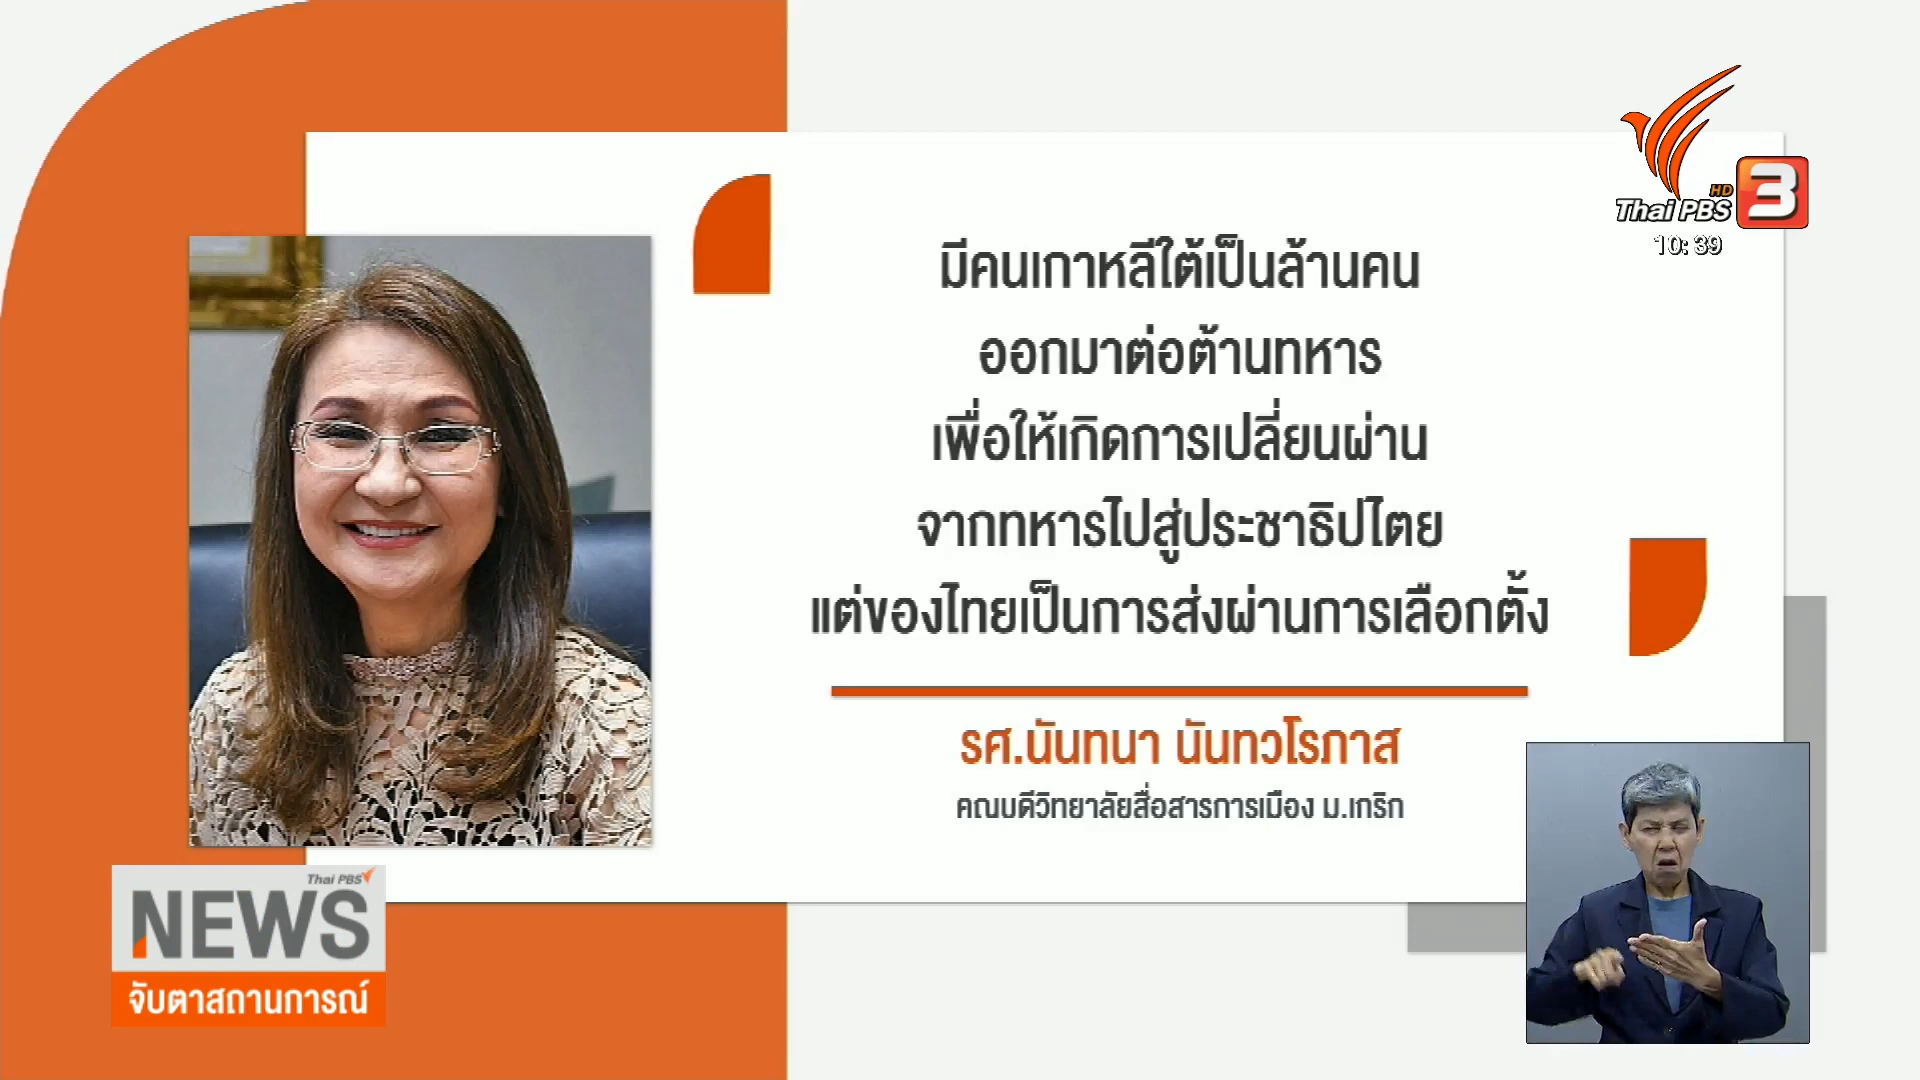 Thai PBS
HD
3
10:39
มีคนเกาหลีใต้เป็นล้านคน
ออกมาต่อต้านทหาร
เพื่อให้เกิดการเปลี่ยนผ่าน
จากทหารไปสู่ประชาธิปไตย
แต่ของไทยเป็นการส่งผ่านการเลือกตั้ง
รศ.นันทนา นันทวโรภาส
คณบดีวิทยาลัยสื่อสารการเมือง ม.เกริก
Thai PBS
NEWS
จับตาสถานการณ์